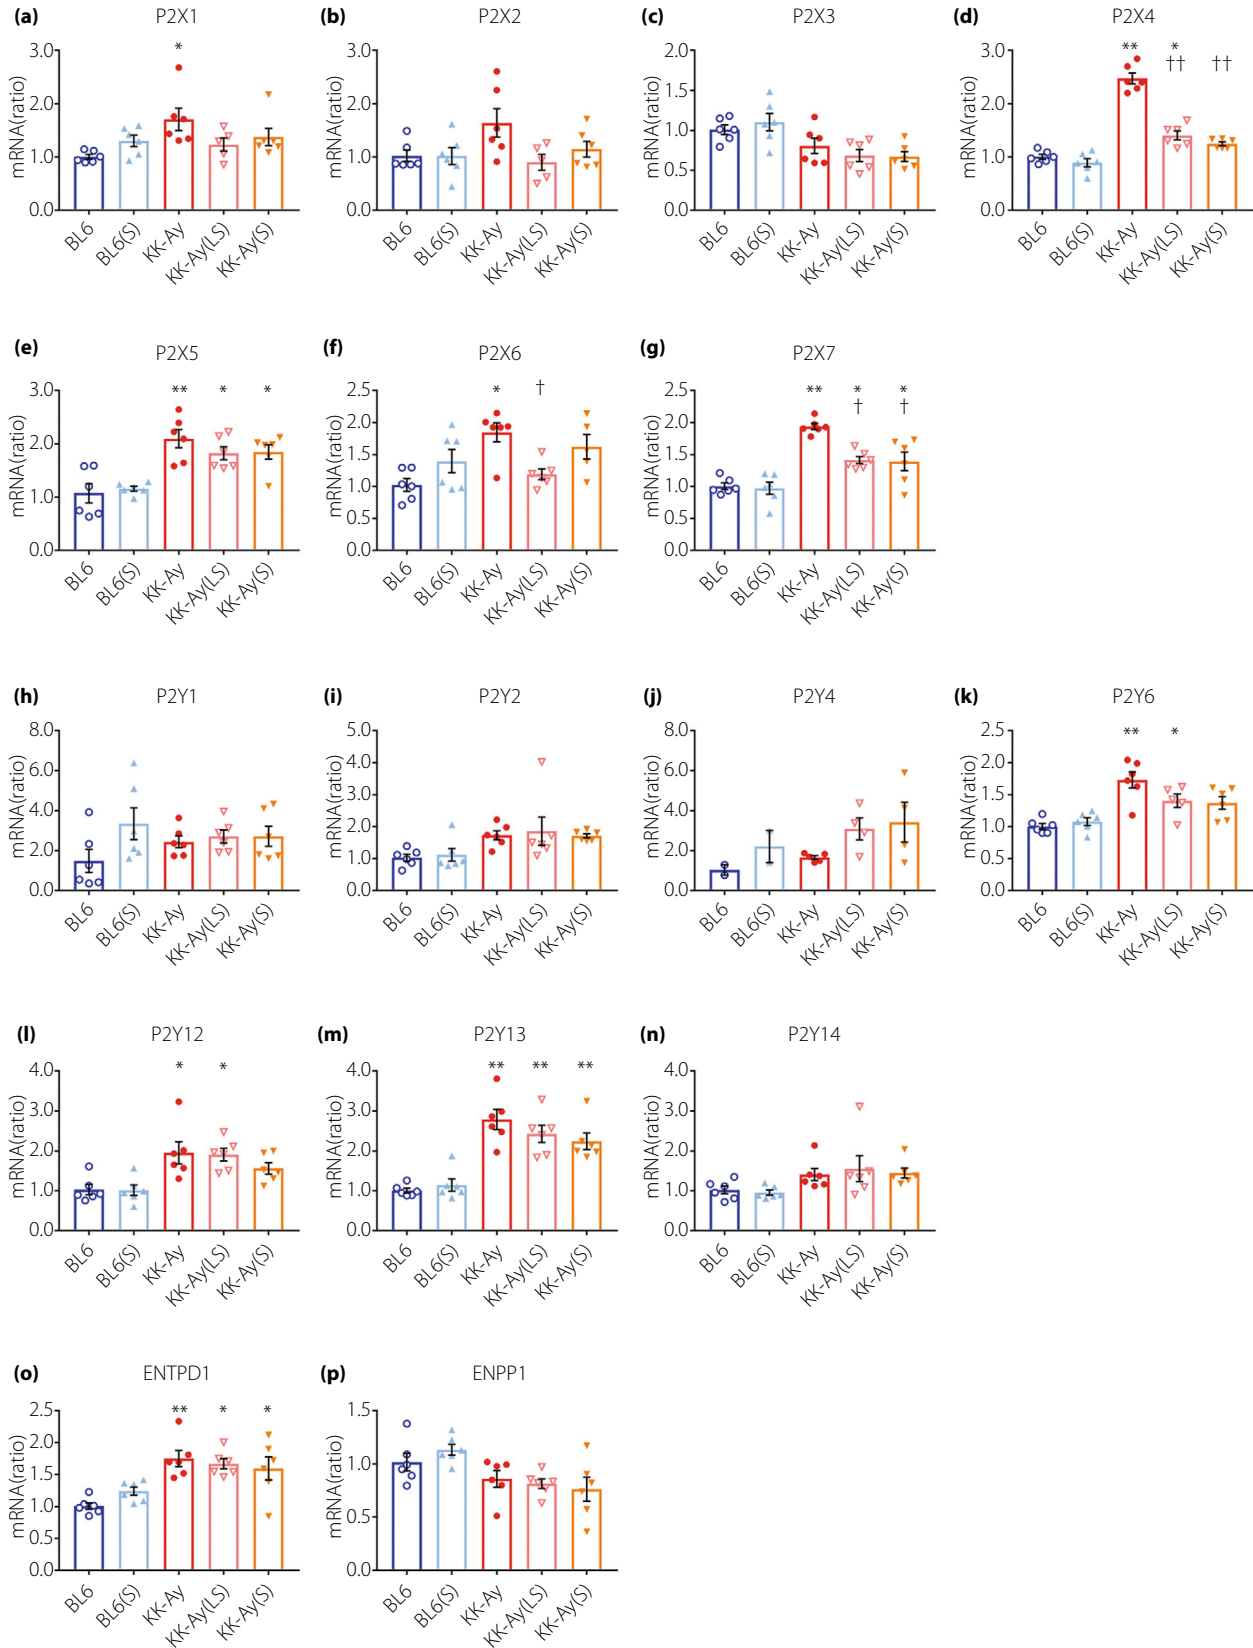 (a) P2X1
mRNA(ratio)
3.0
2.0
1.0
0.0
*
BL6 BL6(S) KK-Ay KK-Ay(LS) KK-Ay(S)
(b) P2X2
mRNA(ratio)
3.0
2.0
1.0
0.0
BL6 BL6(S) KK-Ay KK-Ay(LS) KK-Ay(S)
(c) P2X3
mRNA(ratio)
2.0
1.5
1.0
0.5
0.0
BL6 BL6(S) KK-Ay KK-Ay(LS) KK-Ay(S)
(d) P2X4
mRNA(ratio)
3.0
2.0
1.0
0.0
** *
†† ††
BL6 BL6(S) KK-Ay KK-Ay(LS) KK-Ay(S)
(e) P2X5
mRNA(ratio)
3.0
2.0
1.0
0.0
** * *
BL6 BL6(S) KK-Ay KK-Ay(LS) KK-Ay(S)
(f) P2X6
mRNA(ratio)
2.5
2.0
1.5
1.0
0.5
0.0
* †
BL6 BL6(S) KK-Ay KK-Ay(LS) KK-Ay(S)
(g) P2X7
mRNA(ratio)
2.5
2.0
1.5
1.0
0.5
0.0
** * *
† †
BL6 BL6(S) KK-Ay KK-Ay(LS) KK-Ay(S)
(h) P2Y1
mRNA(ratio)
8.0
6.0
4.0
2.0
0.0
BL6 BL6(S) KK-Ay KK-Ay(LS) KK-Ay(S)
(i) P2Y2
mRNA(ratio)
5.0
4.0
3.0
2.0
1.0
0.0
BL6 BL6(S) KK-Ay KK-Ay(LS) KK-Ay(S)
(j) P2Y4
mRNA(ratio)
8.0
6.0
4.0
2.0
0.0
BL6 BL6(S) KK-Ay KK-Ay(LS) KK-Ay(S)
(k) P2Y6
mRNA(ratio)
2.5
2.0
1.5
1.0
0.5
0.0
** *
BL6 BL6(S) KK-Ay KK-Ay(LS) KK-Ay(S)
(l) P2Y12
mRNA(ratio)
4.0
3.0
2.0
1.0
0.0
* *
BL6 BL6(S) KK-Ay KK-Ay(LS) KK-Ay(S)
(m) P2Y13
mRNA(ratio)
4.0
3.0
2.0
1.0
0.0
** ** **
BL6 BL6(S) KK-Ay KK-Ay(LS) KK-Ay(S)
(n) P2Y14
mRNA(ratio)
4.0
3.0
2.0
1.0
0.0
BL6 BL6(S) KK-Ay KK-Ay(LS) KK-Ay(S)
(o) ENTPD1
mRNA(ratio)
2.5
2.0
1.5
1.0
0.5
0.0
** * *
BL6 BL6(S) KK-Ay KK-Ay(LS) KK-Ay(S)
(p) ENPP1
mRNA(ratio)
1.5
1.0
0.5
0.0
BL6 BL6(S) KK-Ay KK-Ay(LS) KK-Ay(S)